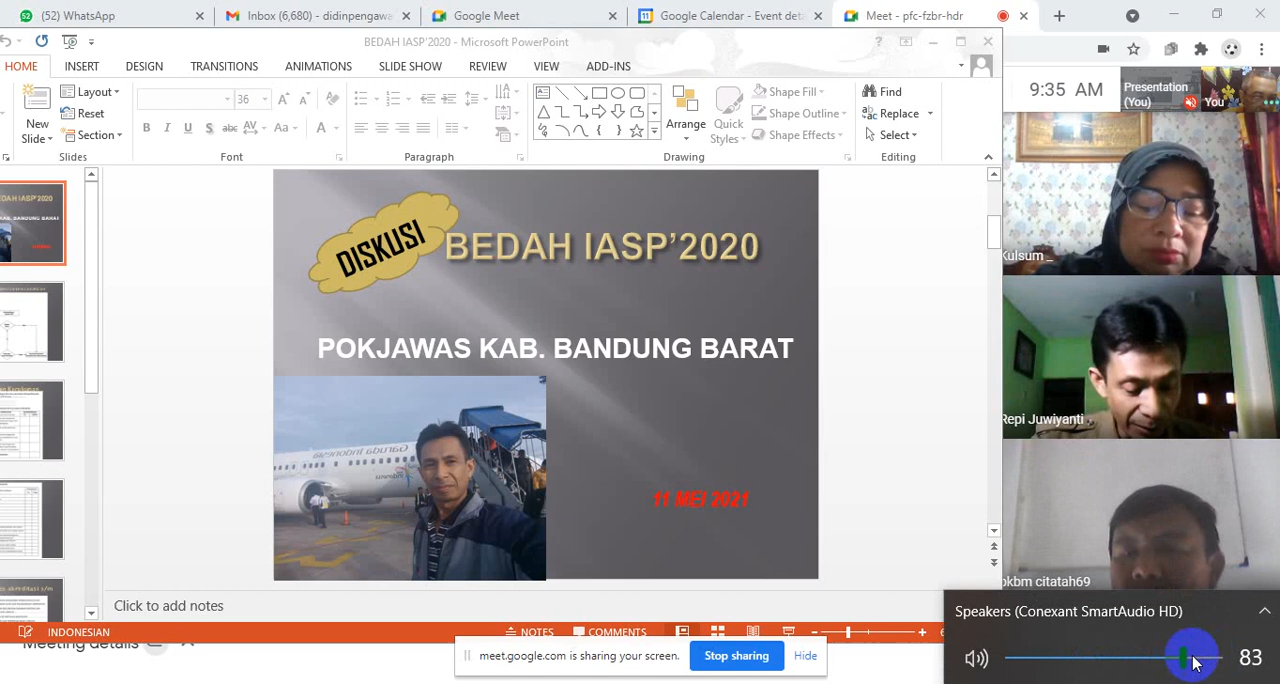 (52) WhatsApp
Inbox (6,680) - didinpengawa
Google Meet
Google Calendar - Event deta
Meet - pfc-fzbr-hdr
BEDAH IASP'2020 - Microsoft PowerPoint
HOME INSERT DESIGN TRANSITIONS ANIMATIONS SLIDE SHOW REVIEW VIEW ADD-INS
New Slide
Layout
Reset
Section
Slides
36
Font
Paragraph
Arrange
Quick Styles
Shape Fill
Shape Outline
Shape Effects
Drawing
Find
Replace
Select
Editing
9:35 AM
Presentation (You)
You
DISKUSI
BEDAH IASP'2020
POKJAWAS KAB. BANDUNG BARAT
11 MEI 2021
Kulsum _
Repi Juwiyanti
pkbm citatah69
Click to add notes
INDONESIAN
NOTES
COMMENTS
Meeting details
meet.google.com is sharing your screen.
Stop sharing
Hide
Speakers (Conexant SmartAudio HD)
83